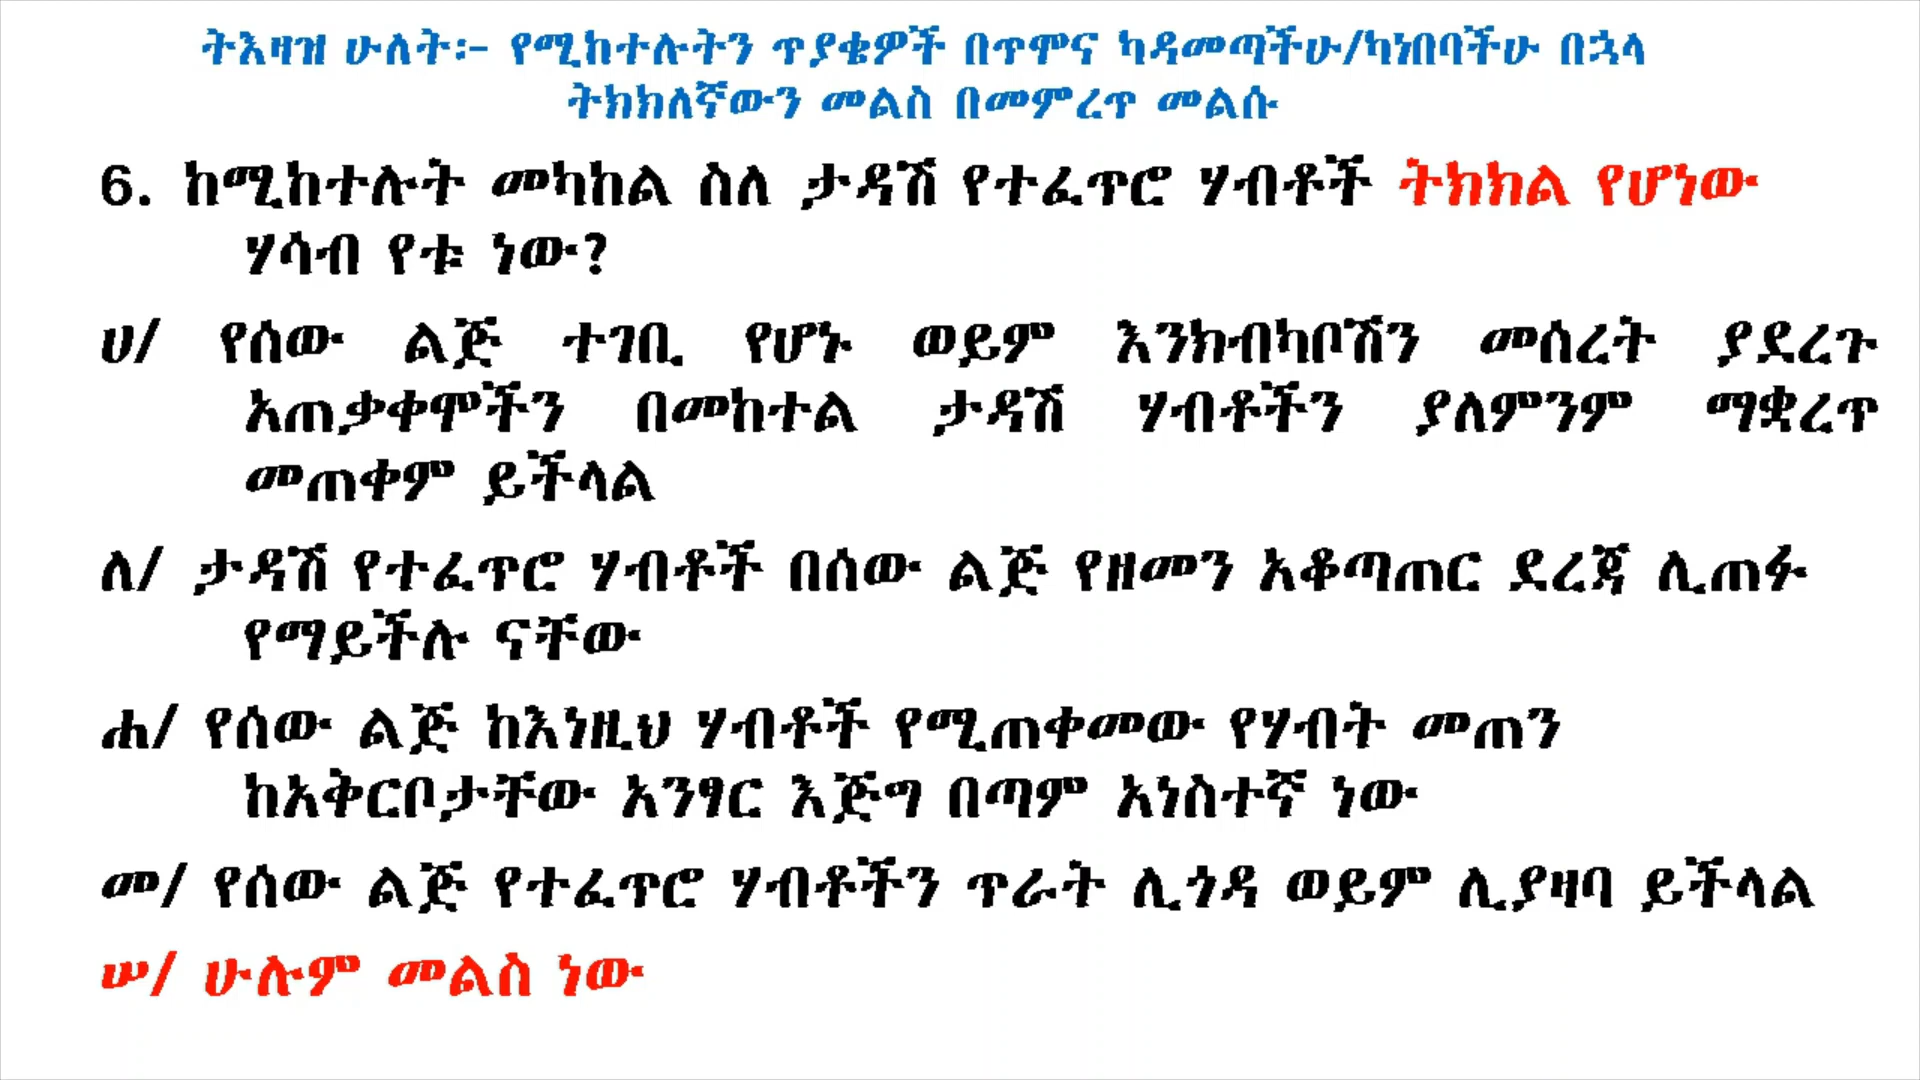 ትእዛዝ ሁለት፡- የሚከተሉትን ጥያቄዎች በጥሞና ካዳመጣችሁ/ካነበባችሁ በኋላ
ትክክለኛውን መልስ በመምረጥ መልሱ
6. ከሚከተሉት መካከል ስለ ታዳሽ የተፈጥሮ ሃብቶች ትክክል የሆነው
ሃሳብ የቱ ነው?
ሀ/ የሰው ልጅ ተገቢ የሆኑ ወይም እንክብካቦሽን መሰረት ያደረጉ
አጠቃቀሞችን በመከተል ታዳሽ ሃብቶችን ያለምንም ማቋረጥ
መጠቀም ይችላል
ለ/ ታዳሽ የተፈጥሮ ሃብቶች በሰው ልጅ የዘመን አቆጣጠር ደረጃ ሊጠፉ
የማይችሉ ናቸው
ሐ/ የሰው ልጅ ከእነዚህ ሃብቶች የሚጠቀመው የሃብት መጠን
ከአቅርቦታቸው አንፃር እጅግ በጣም አነስተኛ ነው
መ/ የሰው ልጅ የተፈጥሮ ሃብቶችን ጥራት ሊጎዳ ወይም ሊያዛባ ይችላል
ሠ/ ሁሉም መልስ ነው